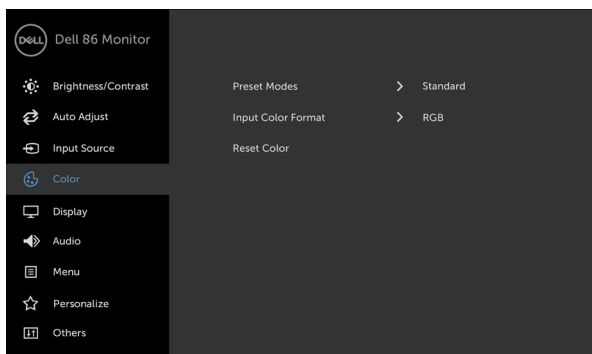 DELL Dell 86 Monitor
Brightness/Contrast
Auto Adjust
Input Source
Color
Display
Audio
Menu
Personalize
Others
Preset Modes > Standard
Input Color Format > RGB
Reset Color